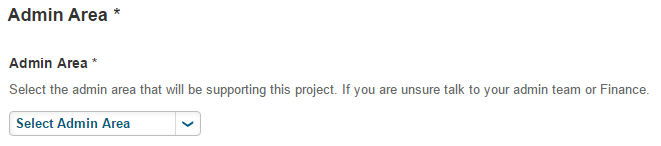 Admin Area *
Admin Area *
Select the admin area that will be supporting this project. If you are unsure talk to your admin team or Finance.
Select Admin Area